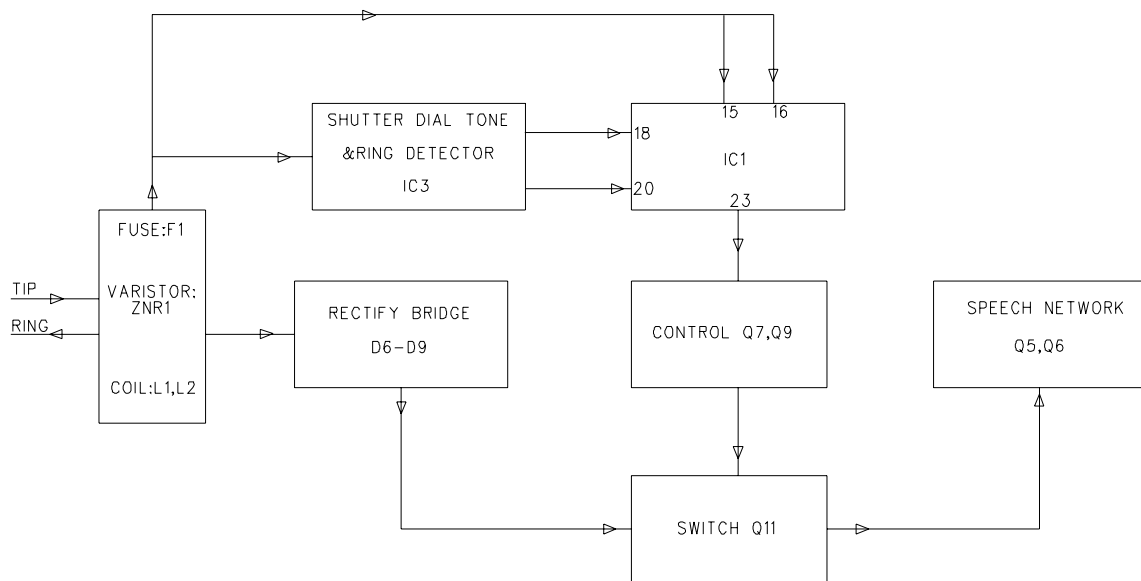 15 16
SHUTTER DIAL TONE
&RING DETECTOR
IC3
18
IC1
20
23
FUSE:F1
TIP
VARISTOR:
ZNR1
RING
COIL:L1,L2
RECTIFY BRIDGE
D6-D9
CONTROL Q7,Q9
SPEECH NETWORK
Q5,Q6
SWITCH Q11